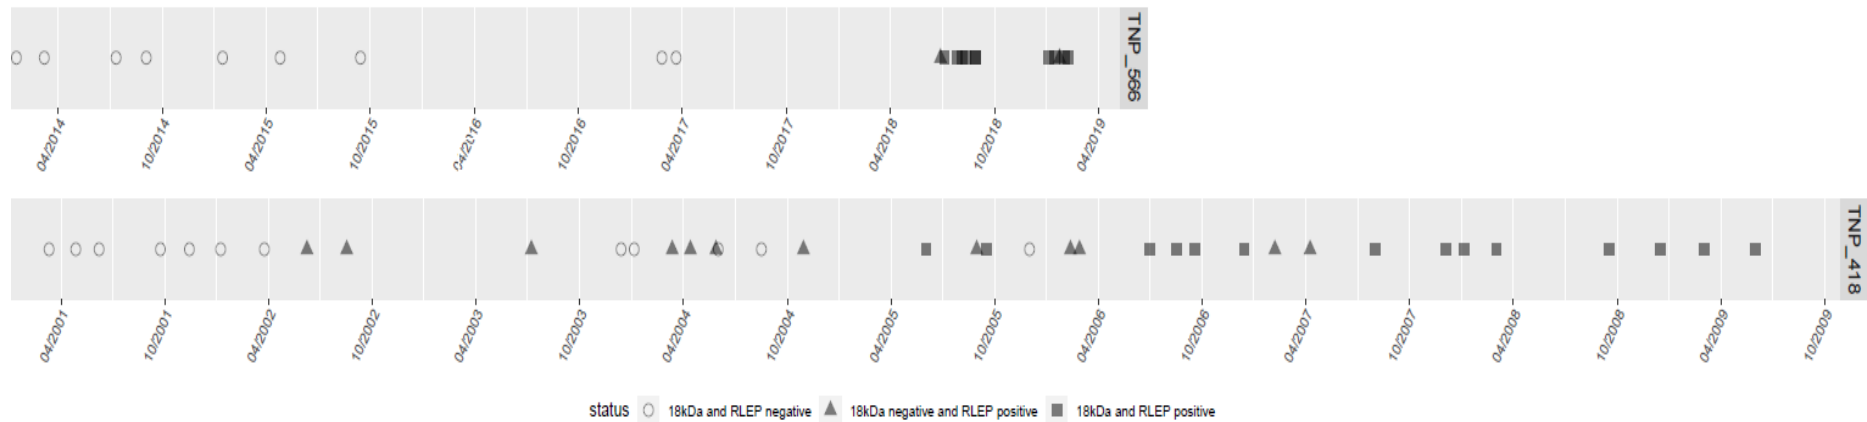 TNP_566
04/2014 10/2014 04/2015 10/2015 04/2016 10/2016 04/2017 10/2017 04/2018 10/2018 04/2019
TNP_418
04/2001 10/2001 04/2002 10/2002 04/2003 10/2003 04/2004 10/2004 04/2005 10/2005 04/2006 10/2006 04/2007 10/2007 04/2008 10/2008 04/2009 10/2009
status 18kDa and RLEP negative 18kDa negative and RLEP positive 18kDa and RLEP positive